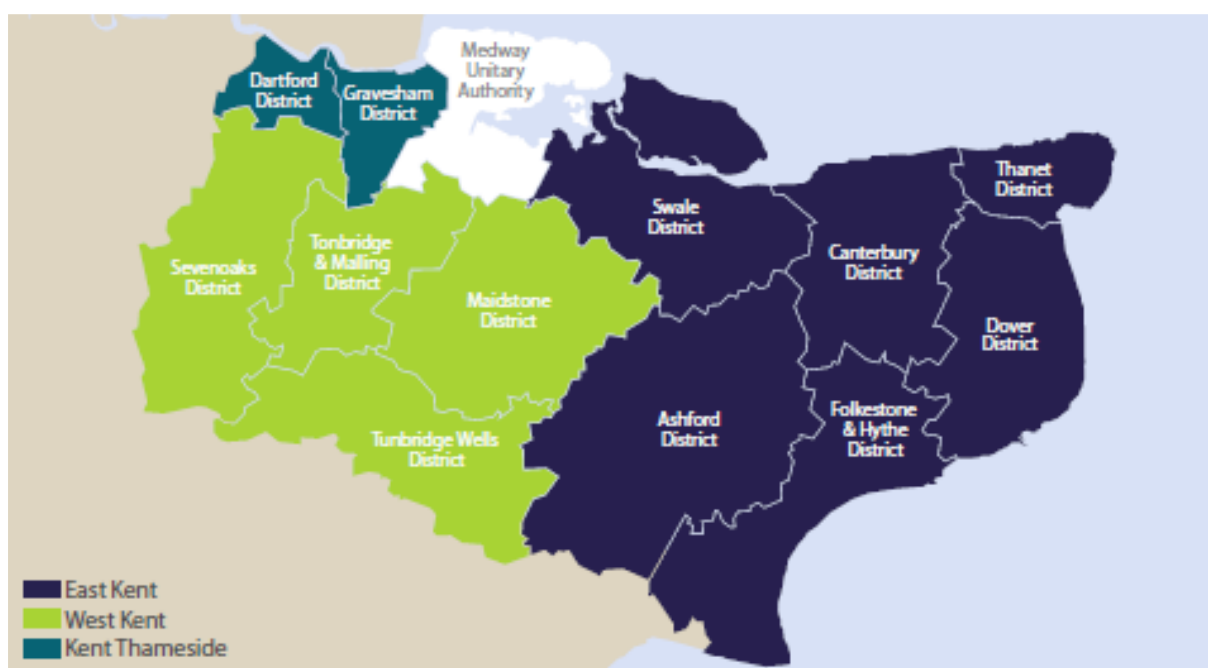 Medway
Unitary
Authority
Dartford
District
Gravesham
District
Thanet
District
Swale
District
Canterbury
District
Tonbridge
& Malling
District
Sevenoaks
District
Maidstone
District
Dover
District
Ashford
District
Folkestone
& Hythe
District
Tunbridge Wells
District
East Kent
West Kent
Kent Thameside